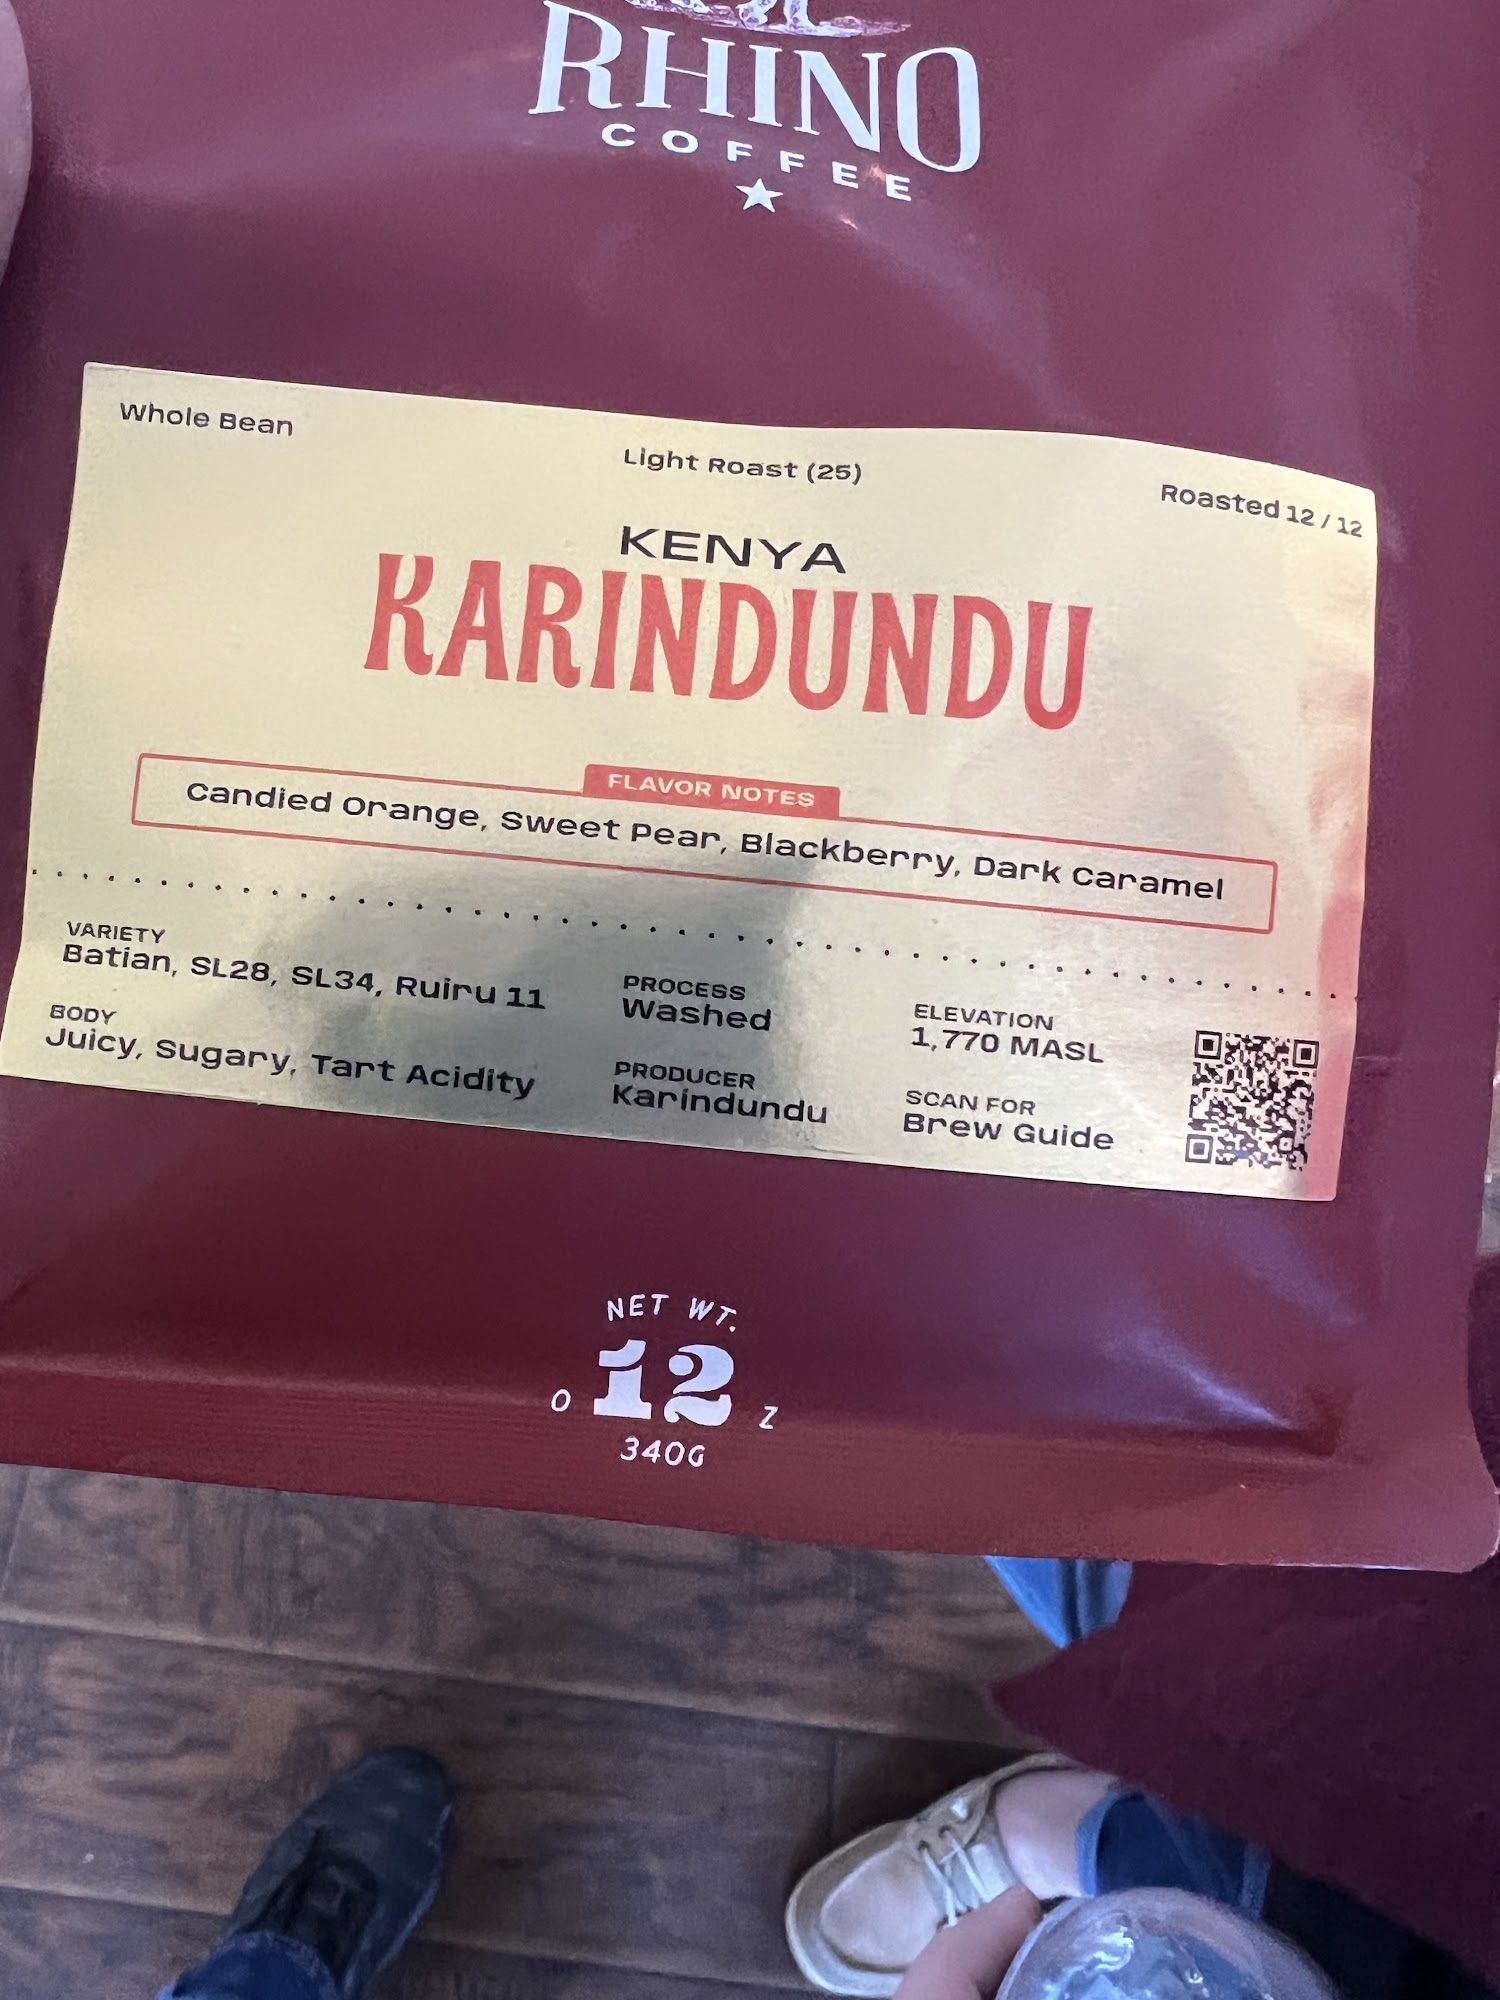 RHINO
COFFEE
Whole Bean
Light Roast (25)
Roasted 12 / 12
KENYA
KARINDUNDU
FLAVOR NOTES
Candied Orange, Sweet Pear, Blackberry, Dark Caramel
VARIETY
Batian, SL28, SL34, Ruiru 11
BODY
Juicy, Sugary, Tart Acidity
PROCESS
Washed
PRODUCER
Karindundu
ELEVATION
1,770 MASL
SCAN FOR
Brew Guide
NET WT.
12 OZ
340G